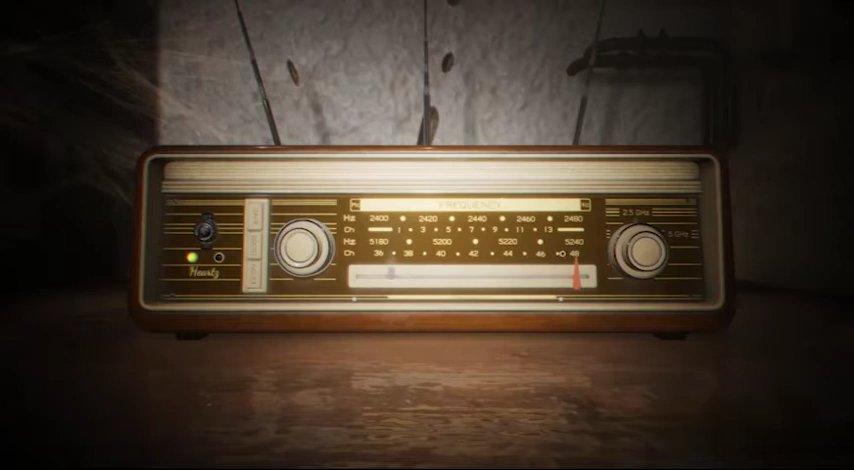 FREQUENCY
Hz 2400 2420 2440 2460 2480
Ch 1 3 5 7 9 11 13
Hz 5180 5200 5220 5240
Ch 36 38 40 42 44 46 48
2.5 GHz
5 GHz
Heartz